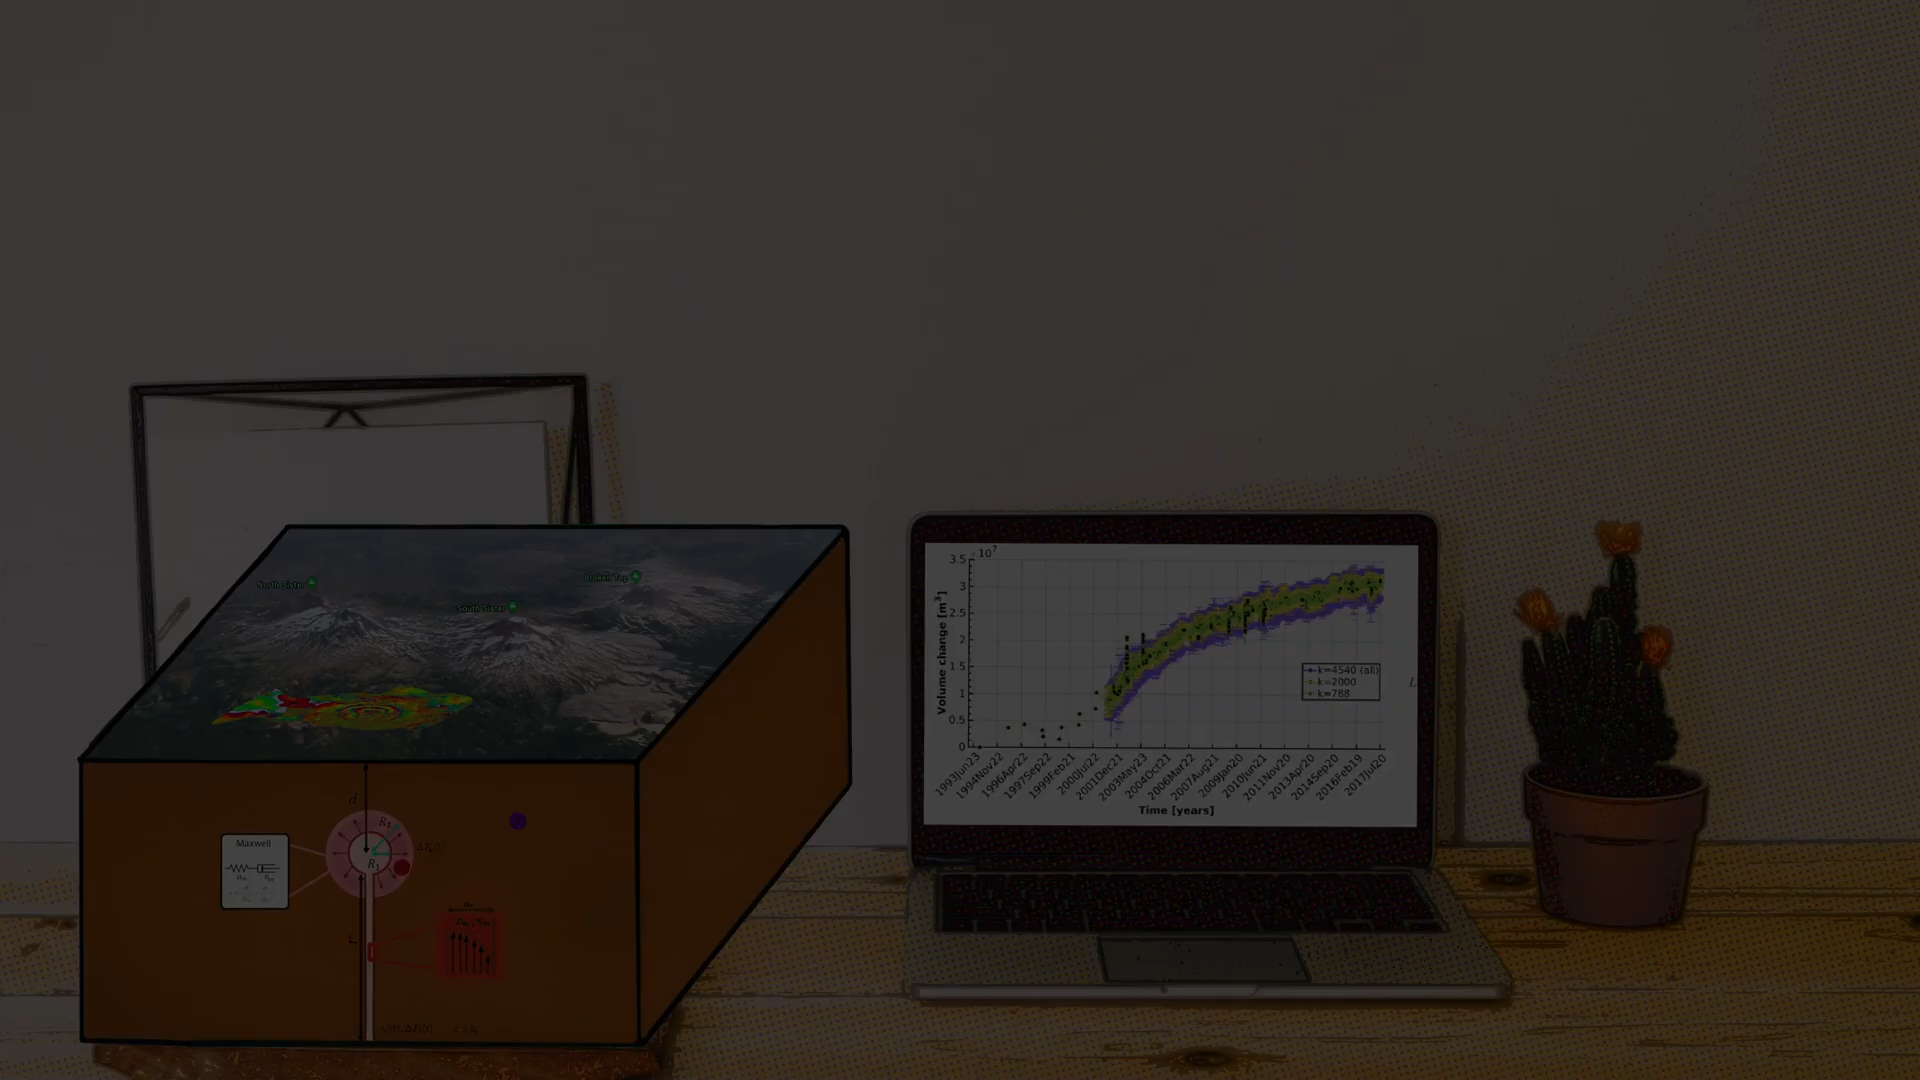 North Sister
Broken Top
South Sister
d
Maxwell
R₂
R₁
L
3.5 ×10⁷
3
2.5
2
1.5
1
0.5
0
Volume change [m³]
k=4540 (all)
k=2000
k=788
1993Jun23
1994Nov22
1996Apr22
1997Sep22
1999Feb21
2000Jul22
2001Dec21
2003May23
2004Oct21
2006Mar22
2007Aug21
2009Jan20
2010Jun21
2011Nov20
2013Apr20
2014Sep20
2016Feb19
2017Jul20
Time [years]